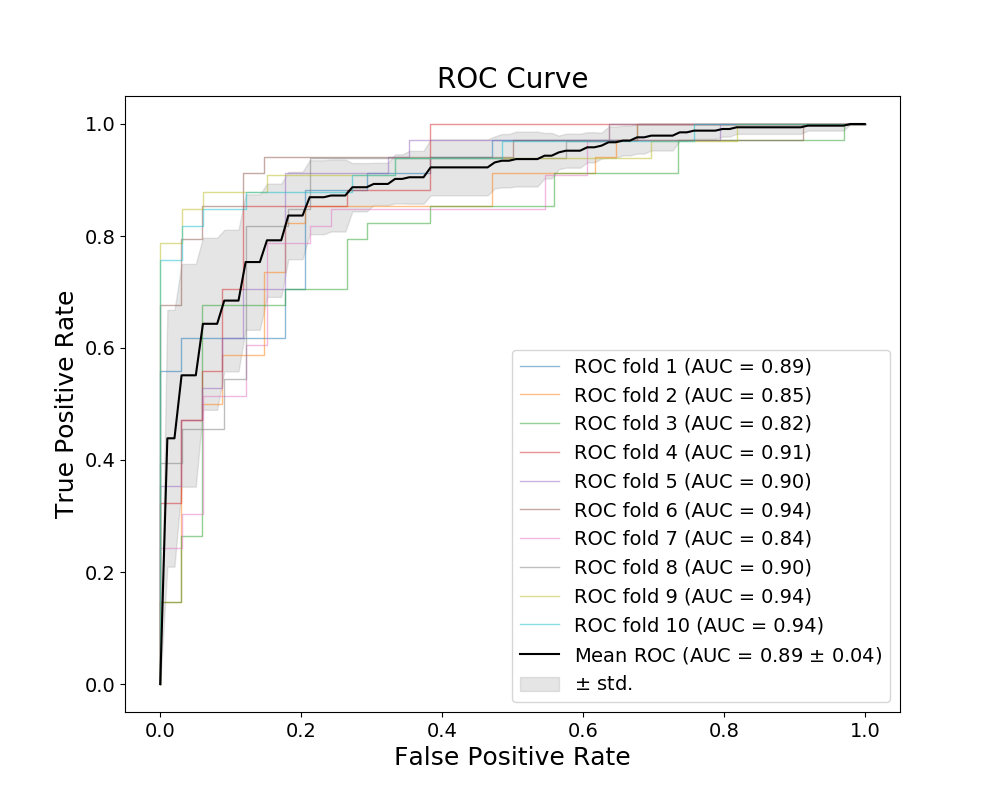 ROC Curve
1.0
0.8
0.6
0.4
0.2
0.0
True Positive Rate
ROC fold 1 (AUC = 0.89)
ROC fold 2 (AUC = 0.85)
ROC fold 3 (AUC = 0.82)
ROC fold 4 (AUC = 0.91)
ROC fold 5 (AUC = 0.90)
ROC fold 6 (AUC = 0.94)
ROC fold 7 (AUC = 0.84)
ROC fold 8 (AUC = 0.90)
ROC fold 9 (AUC = 0.94)
ROC fold 10 (AUC = 0.94)
Mean ROC (AUC = 0.89 ± 0.04)
± std.
0.0 0.2 0.4 0.6 0.8 1.0
False Positive Rate